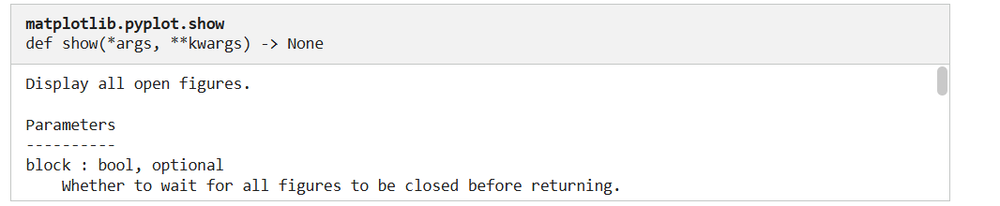 matplotlib.pyplot.show
def show(*args, **kwargs) -> None
Display all open figures.
Parameters
----------
block : bool, optional
Whether to wait for all figures to be closed before returning.